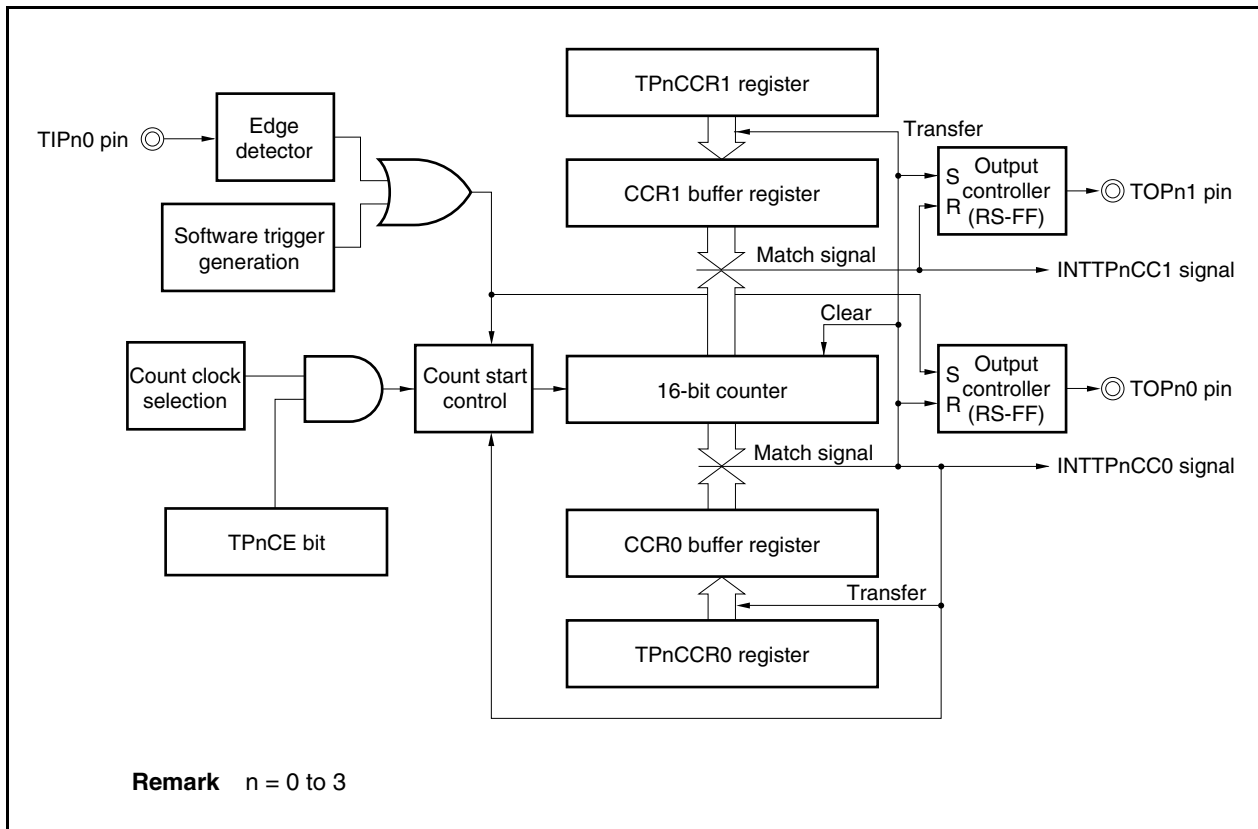 TPnCCR1 register
TIPn0 pin
Edge
detector
Transfer
CCR1 buffer register
S
R
Output
controller
(RS-FF)
TOPn1 pin
Software trigger
generation
Match signal
INTTPnCC1 signal
Clear
Count clock
selection
Count start
control
16-bit counter
S
R
Output
controller
(RS-FF)
TOPn0 pin
Match signal
INTTPnCC0 signal
TPnCE bit
CCR0 buffer register
Transfer
TPnCCR0 register
Remark n = 0 to 3